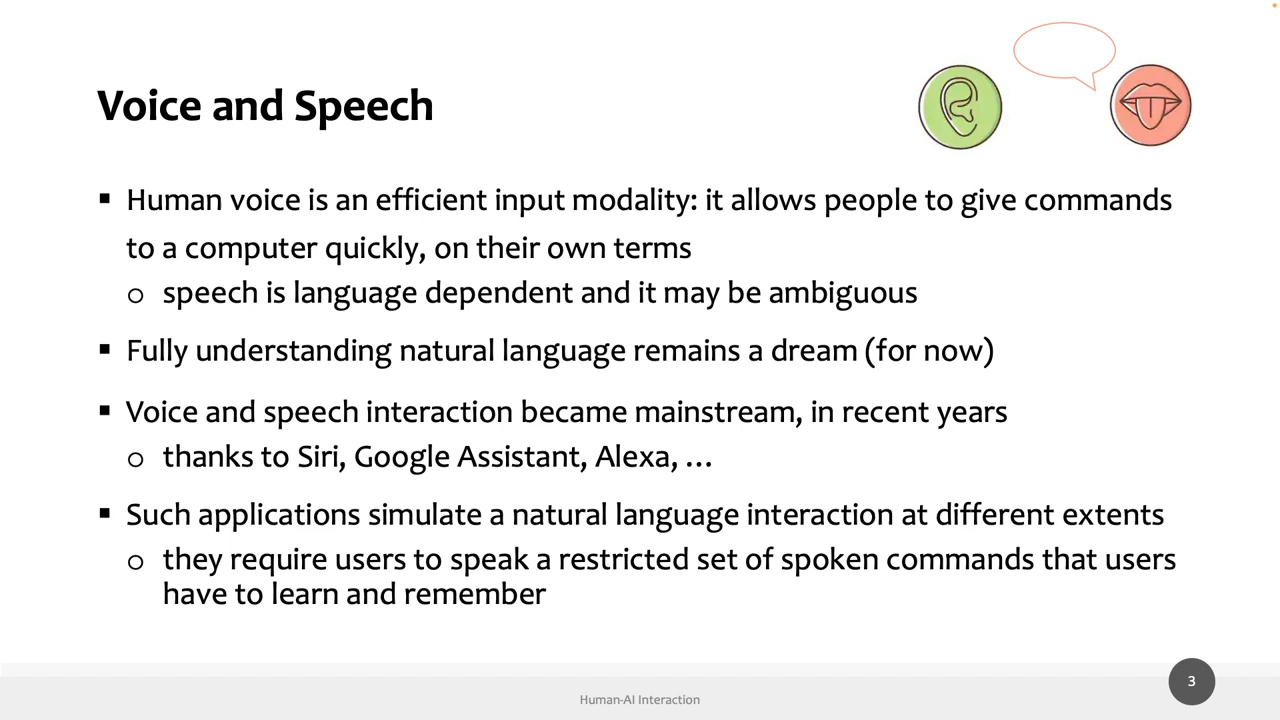 Voice and Speech
▪ Human voice is an efficient input modality: it allows people to give commands
to a computer quickly, on their own terms
o speech is language dependent and it may be ambiguous
▪ Fully understanding natural language remains a dream (for now)
▪ Voice and speech interaction became mainstream, in recent years
o thanks to Siri, Google Assistant, Alexa, …
▪ Such applications simulate a natural language interaction at different extents
o they require users to speak a restricted set of spoken commands that users
have to learn and remember
Human-AI Interaction
3